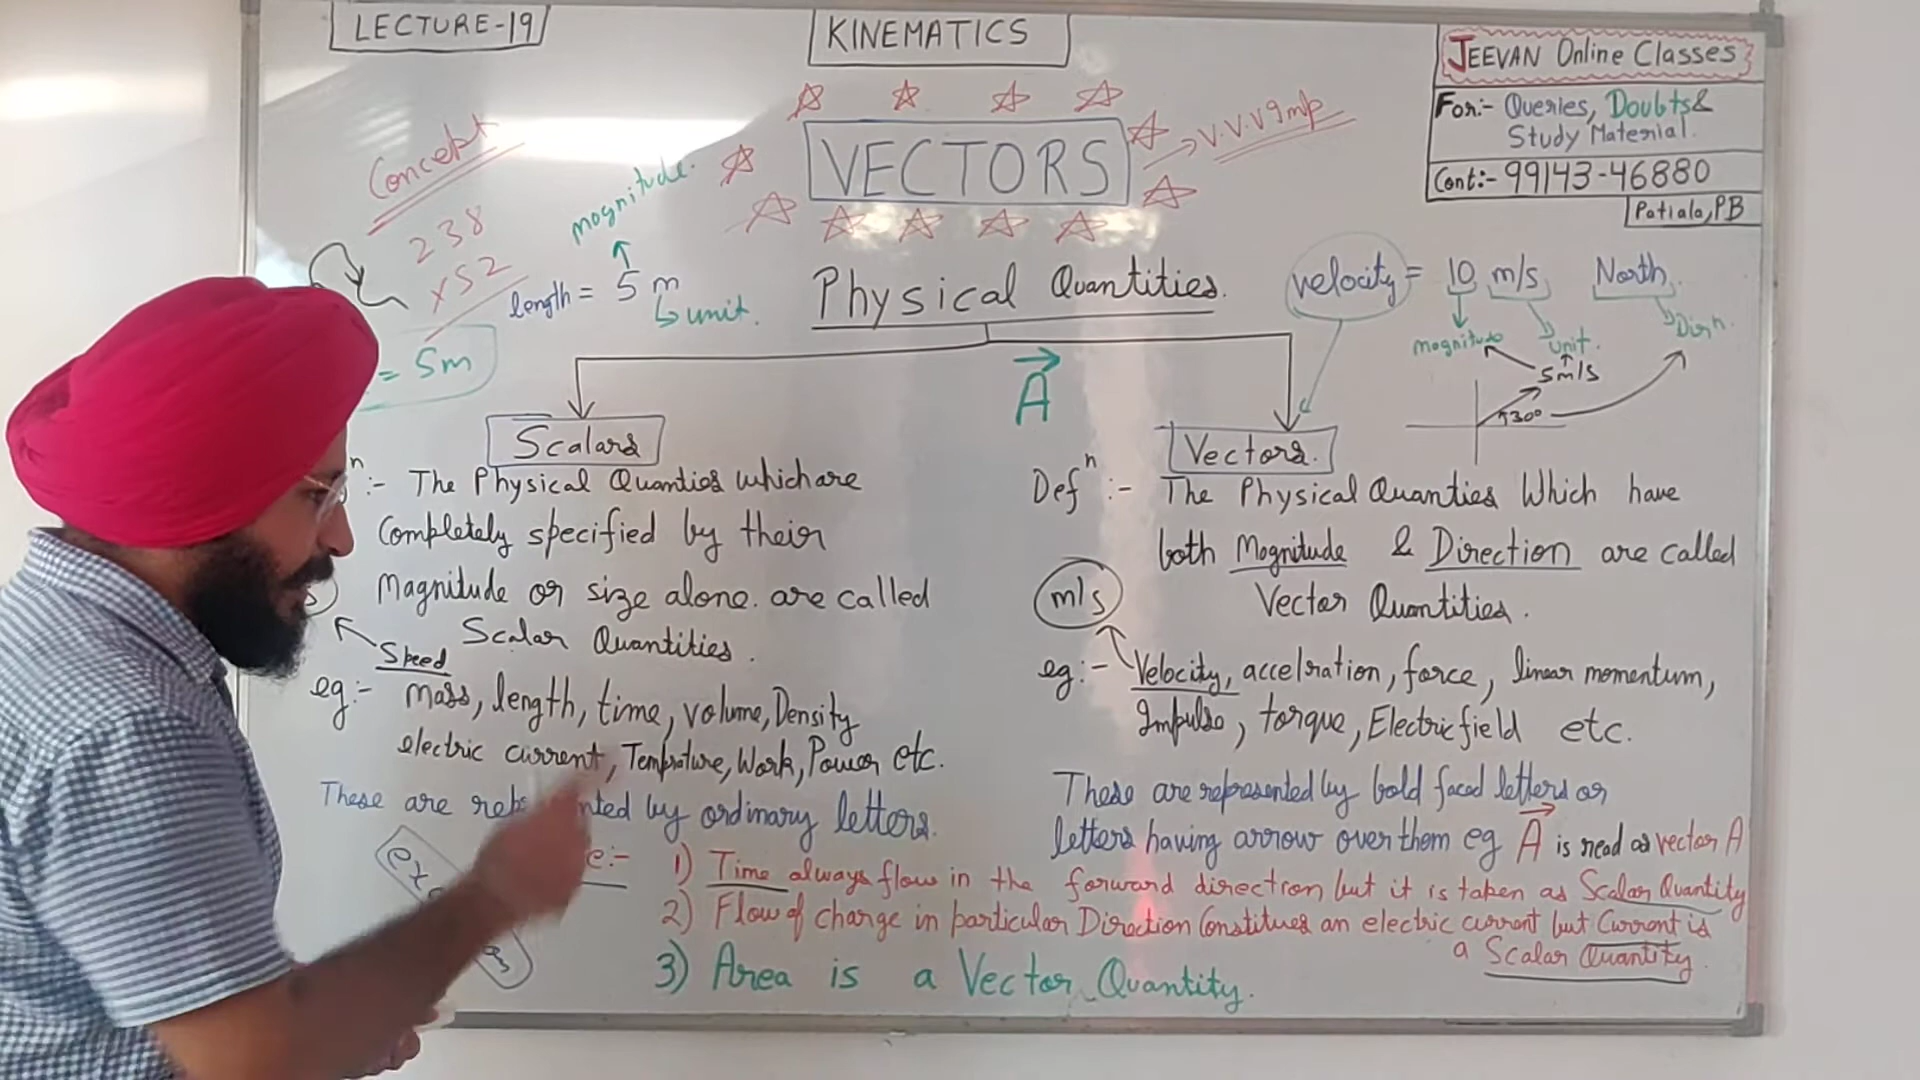 LECTURE-19
KINEMATICS
JEEVAN Online Classes
For:- Queries, Doubts &
Study Material.
Cont:- 99143-46880
Patiala, PB
Concept
238
x52
= 5m
magnitude.
length = 5 m
unit.
VECTORS
V.V.V Imp
Physical Quantities.
velocity = 10 m/s North
magnitude
Unit.
Dirⁿ.
5m/s
30°
A
Scalars
ⁿ:- The Physical Quanties which are
Completely specified by their
Magnitude or size alone. are called
Scalar Quantities.
Speed
eg:- Mass, length, time, volume, Density
electric current, Temprature, Work, Power etc.
These are rep nted by ordinary letters.
Vectors.
Defⁿ:- The Physical Quanties Which have
both Magnitude & Direction are called
Vector Quantities.
m/s
eg:- Velocity, accelration, force, linear momentum,
Impulse, torque, Electric field etc.
These are represented by bold faced letters or
letters having arrow over them eg A is read as vector A
e:- 1) Time always flow in the forward direction but it is taken as Scalar Quantity
2) Flow of charge in particular Direction Constitues an electric current but Current is
a Scalar Quantity.
3) Area is a Vector Quantity.